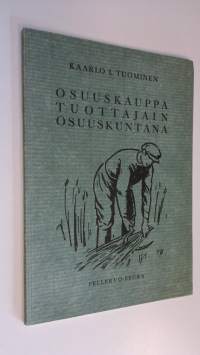 KAARLO I. TUOMINEN
OSUUSKAUPPA
TUOTTAJAIN
OSUUSKUNTANA
PELLERVO-SEURA